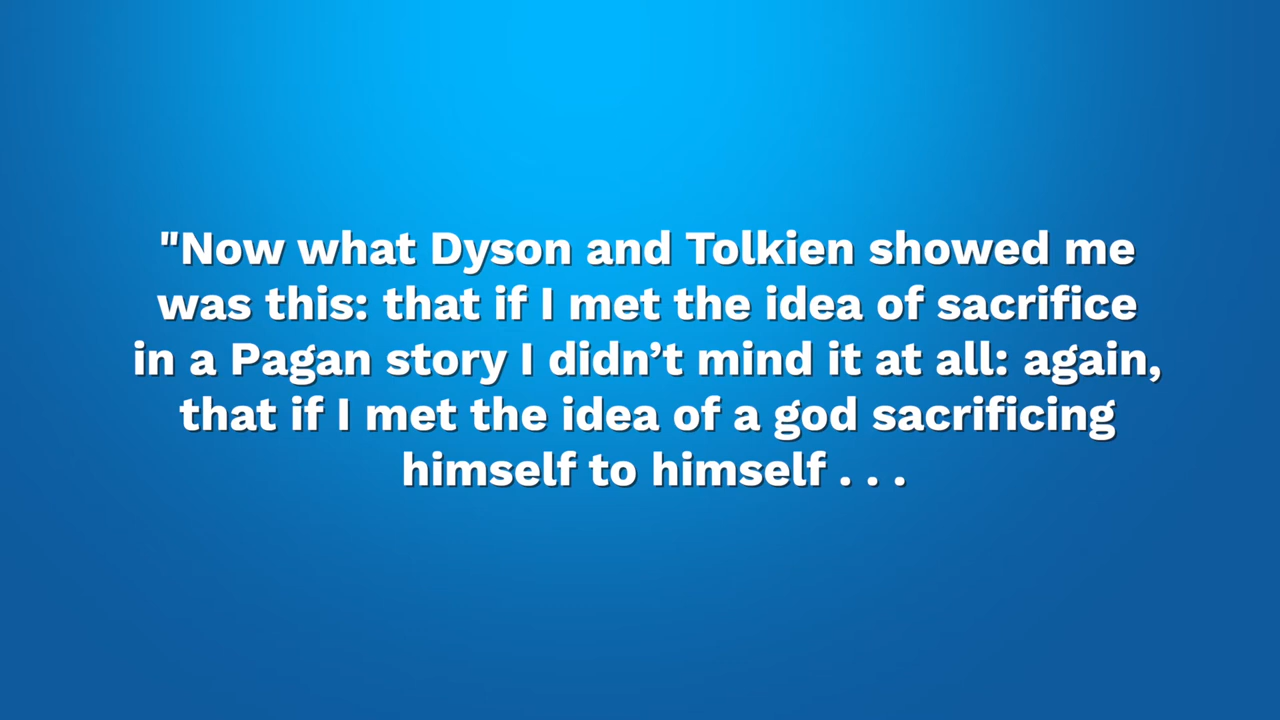 "Now what Dyson and Tolkien showed me
was this: that if I met the idea of sacrifice
in a Pagan story I didn’t mind it at all: again,
that if I met the idea of a god sacrificing
himself to himself . . .